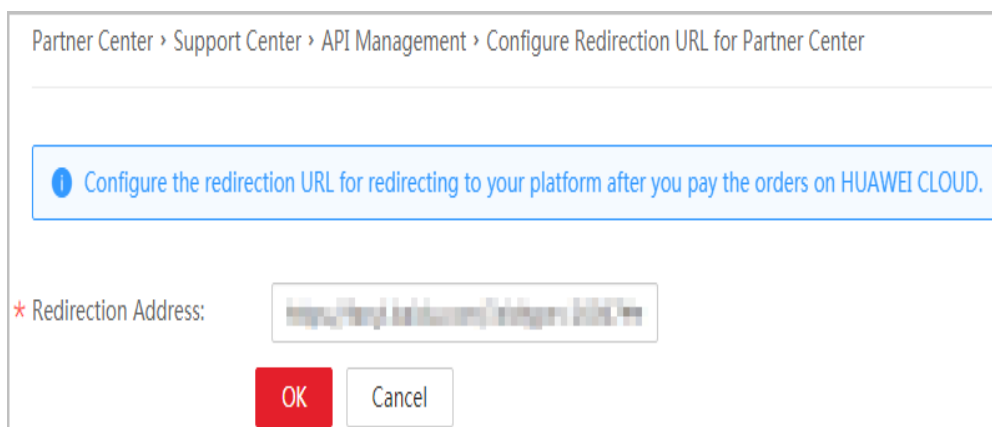 Partner Center › Support Center › API Management › Configure Redirection URL for Partner Center
Configure the redirection URL for redirecting to your platform after you pay the orders on HUAWEI CLOUD.
* Redirection Address:
OK Cancel